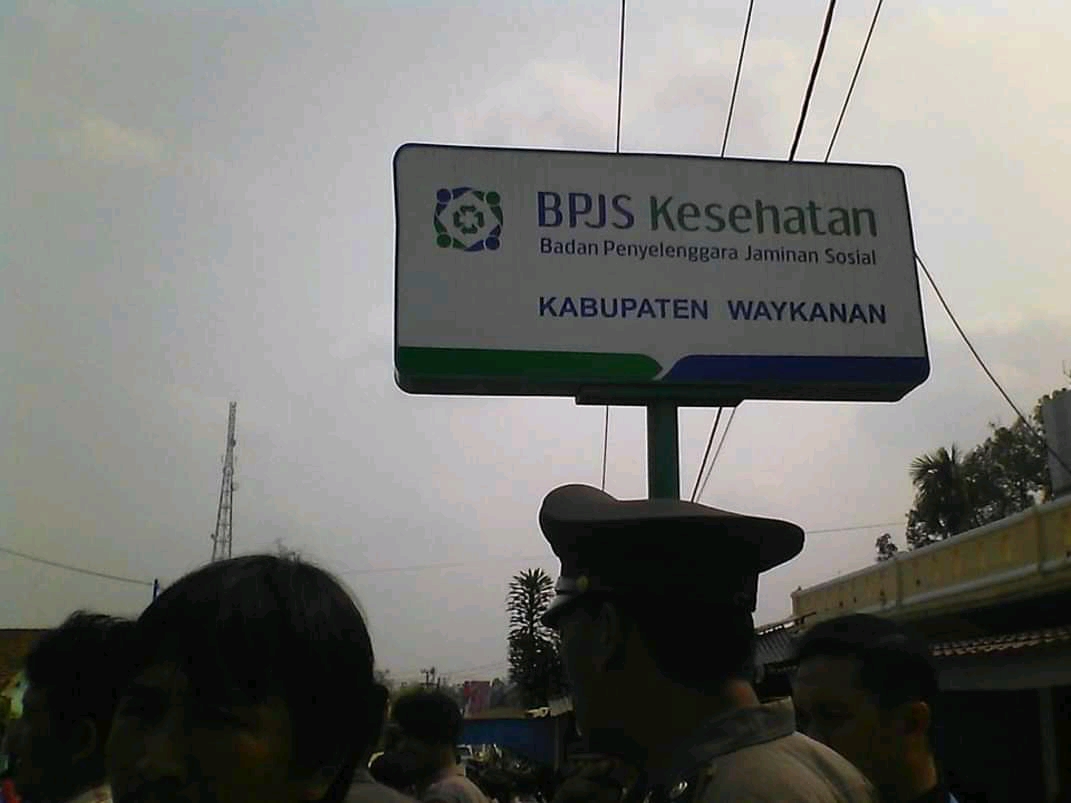 BPJS Kesehatan
Badan Penyelenggara Jaminan Sosial
KABUPATEN WAYKANAN